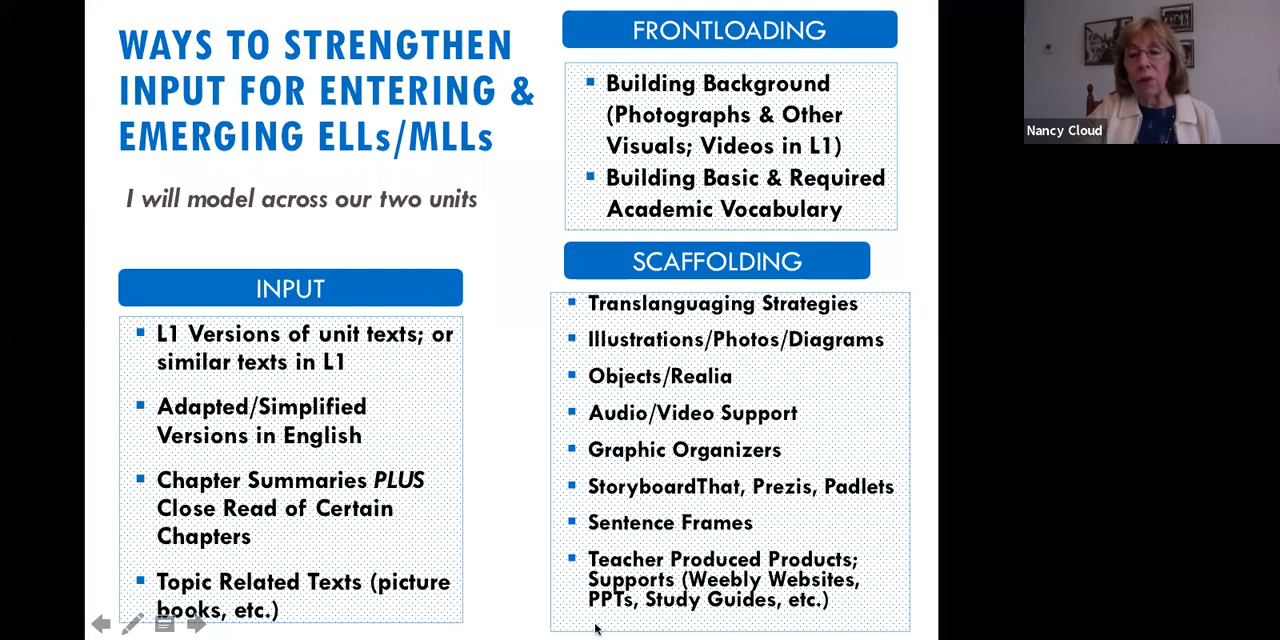 WAYS TO STRENGTHEN
INPUT FOR ENTERING &
EMERGING ELLs/MLLs
I will model across our two units
INPUT
L1 Versions of unit texts; or
similar texts in L1
Adapted/Simplified
Versions in English
Chapter Summaries PLUS
Close Read of Certain
Chapters
Topic Related Texts (picture
books, etc.)
FRONTLOADING
Building Background
(Photographs & Other
Visuals; Videos in L1)
Building Basic & Required
Academic Vocabulary
SCAFFOLDING
Translanguaging Strategies
Illustrations/Photos/Diagrams
Objects/Realia
Audio/Video Support
Graphic Organizers
StoryboardThat, Prezis, Padlets
Sentence Frames
Teacher Produced Products;
Supports (Weebly Websites,
PPTs, Study Guides, etc.)
Nancy Cloud